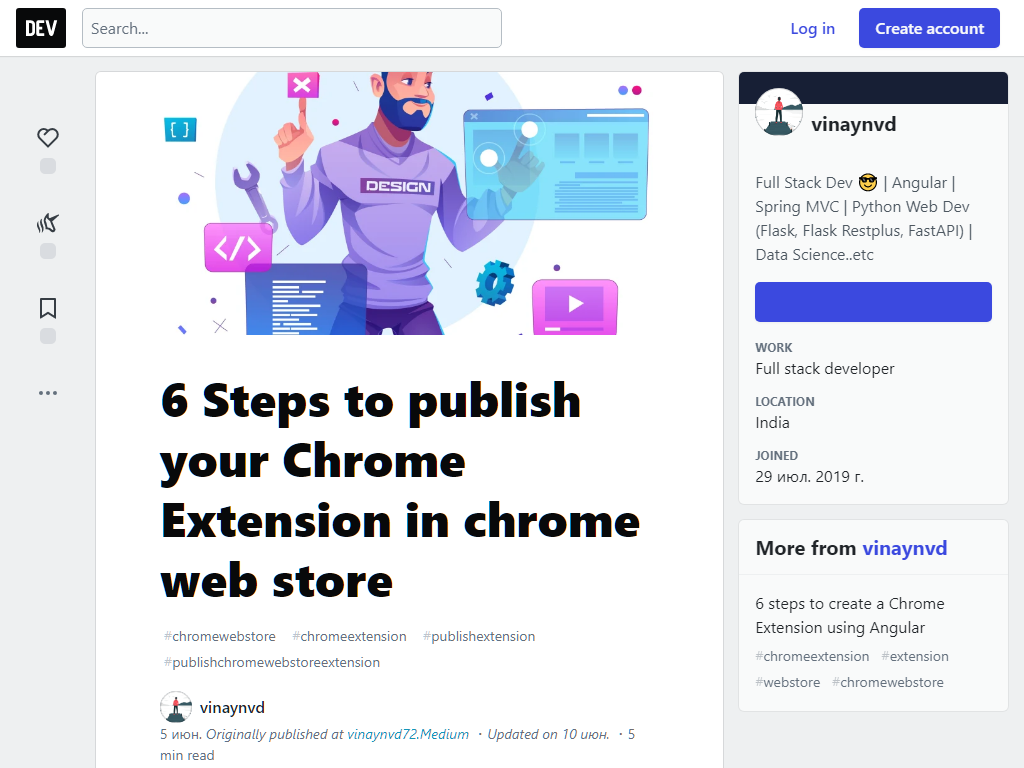 DEV
Search...
Log in
Create account
[ ]
DESIGN
</>
6 Steps to publish
your Chrome
Extension in chrome
web store
#chromewebstore #chromeextension #publishextension
#publishchromewebstoreextension
vinaynvd
5 июн. Originally published at vinaynvd72.Medium ・Updated on 10 июн. ・5
min read
vinaynvd
Full Stack Dev 😎 | Angular |
Spring MVC | Python Web Dev
(Flask, Flask Restplus, FastAPI) |
Data Science..etc
WORK
Full stack developer
LOCATION
India
JOINED
29 июл. 2019 г.
More from vinaynvd
6 steps to create a Chrome
Extension using Angular
#chromeextension #extension
#webstore #chromewebstore